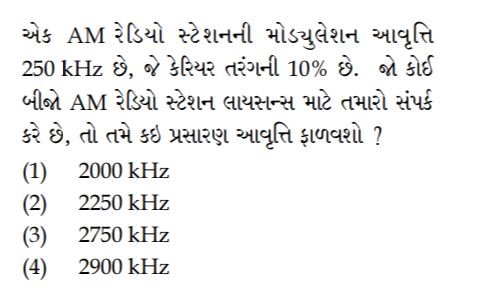 એક AM રેડિયો સ્ટેશનની મોડ્યુલેશન આવૃત્તિ
250 kHz છે, જે કેરિયર તરંગની 10% છે. જો કોઈ
બીજો AM રેડિયો સ્ટેશન લાયસન્સ માટે તમારો સંપર્ક
કરે છે, તો તમે કઇ પ્રસારણ આવૃત્તિ ફાળવશો ?
(1) 2000 kHz
(2) 2250 kHz
(3) 2750 kHz
(4) 2900 kHz